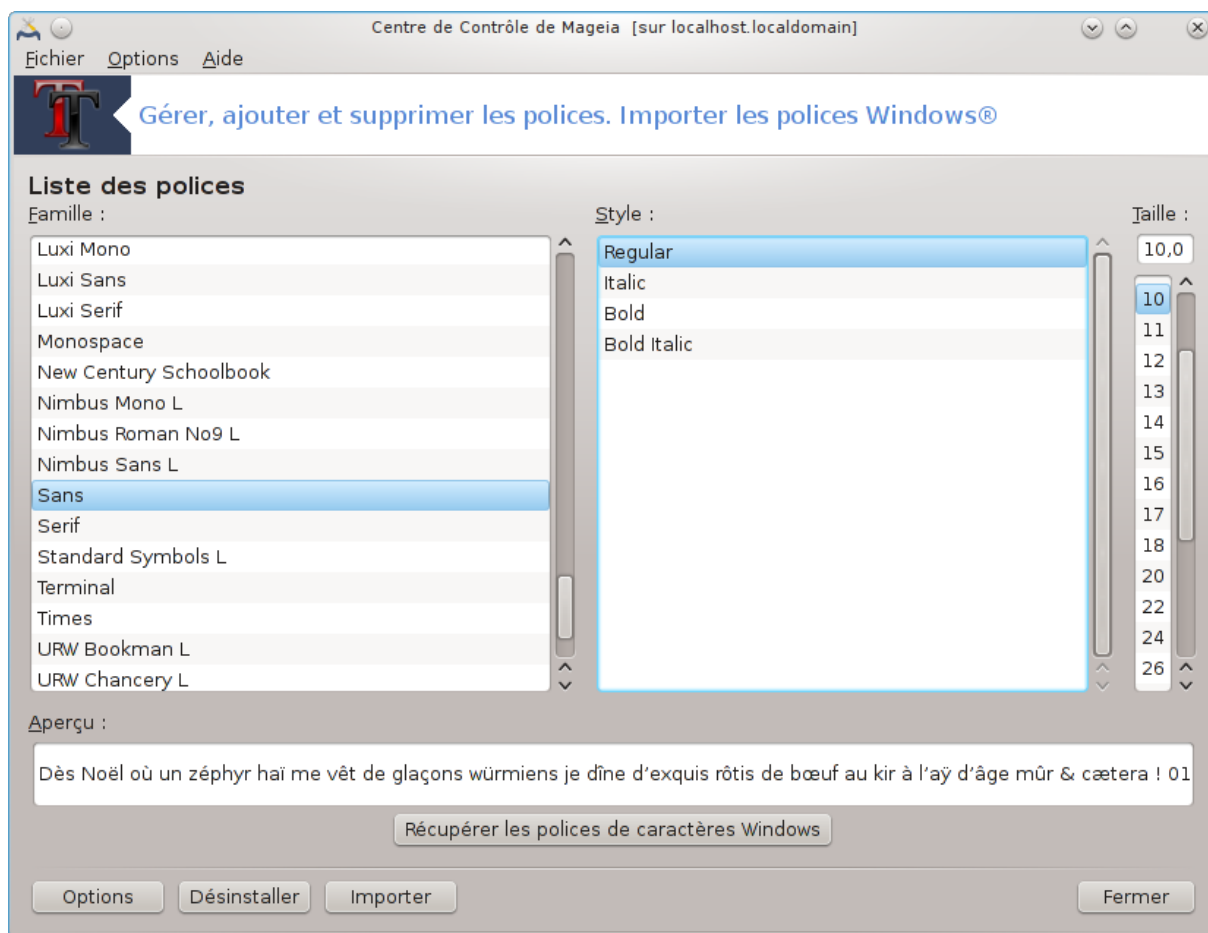 Centre de Contrôle de Mageia [sur localhost.localdomain]
Fichier Options Aide
Gérer, ajouter et supprimer les polices. Importer les polices Windows®
Liste des polices
Famille :
Luxi Mono
Luxi Sans
Luxi Serif
Monospace
New Century Schoolbook
Nimbus Mono L
Nimbus Roman No9 L
Nimbus Sans L
Sans
Serif
Standard Symbols L
Terminal
Times
URW Bookman L
URW Chancery L
Style :
Regular
Italic
Bold
Bold Italic
Taille :
10,0
10
11
12
13
14
15
16
17
18
20
22
24
26
Aperçu :
Dès Noël où un zéphyr haï me vêt de glaçons würmiens je dîne d’exquis rôtis de bœuf au kir à l’aÿ d’âge mûr & cætera ! 01
Récupérer les polices de caractères Windows
Options Désinstaller Importer Fermer